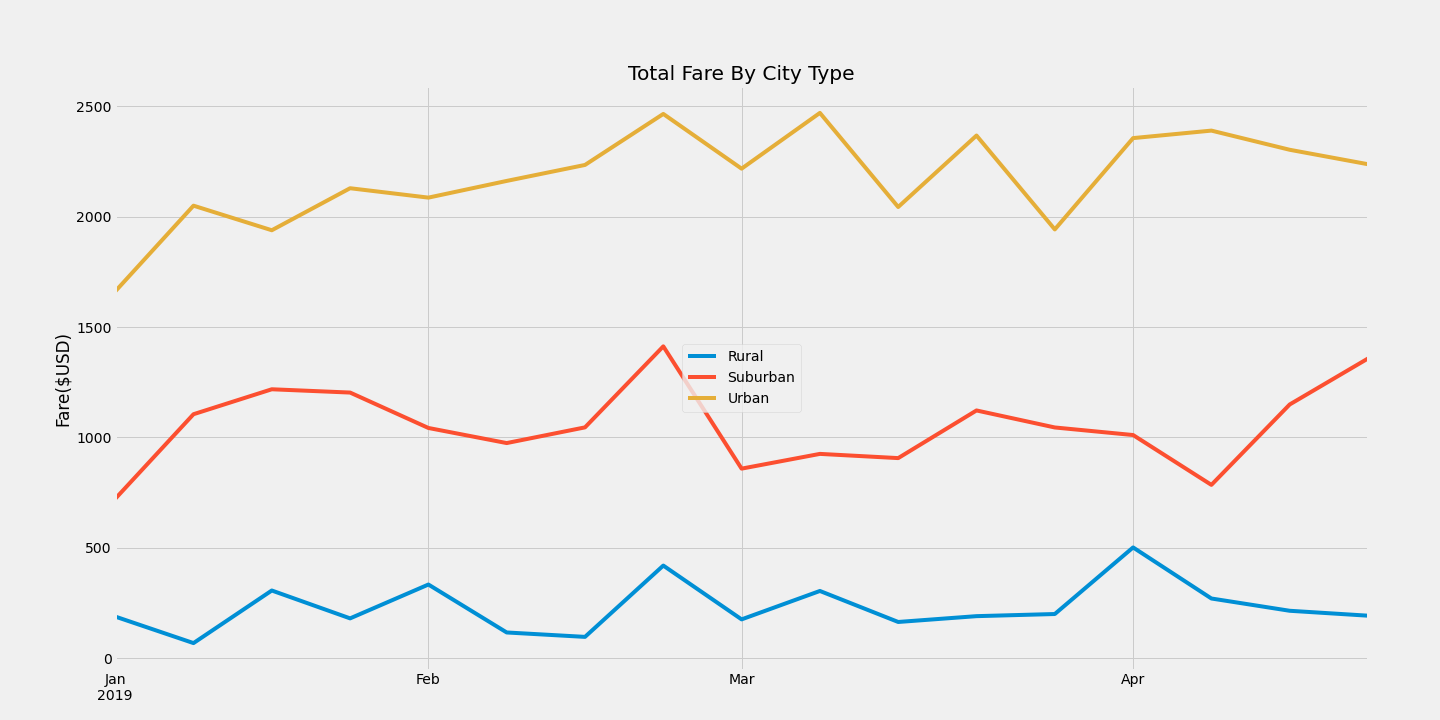 Total Fare By City Type
Fare($USD)
2500
2000
1500
1000
500
0
Rural
Suburban
Urban
Jan
2019
Feb
Mar
Apr